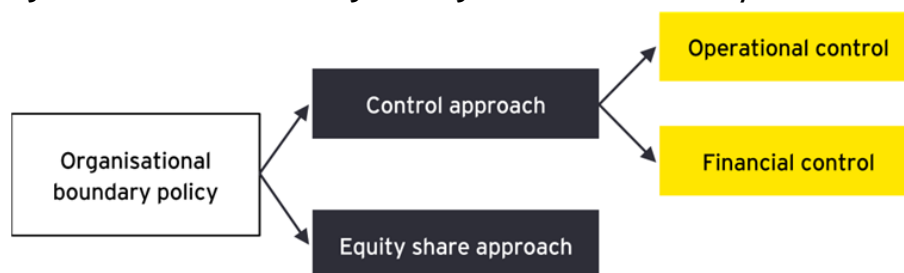 Operational control
Control approach
Organisational
boundary policy
Financial control
Equity share approach